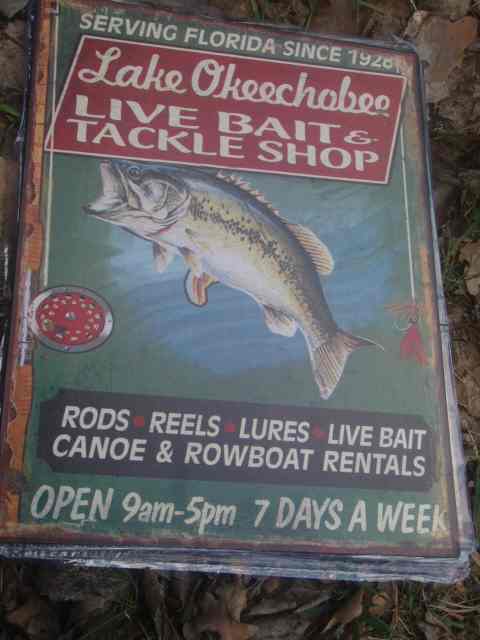 SERVING FLORIDA SINCE 1928
Lake Okeechobee
LIVE BAIT &
TACKLE SHOP
RODS • REELS • LURES • LIVE BAIT
CANOE & ROWBOAT RENTALS
OPEN 9am-5pm 7 DAYS A WEEK